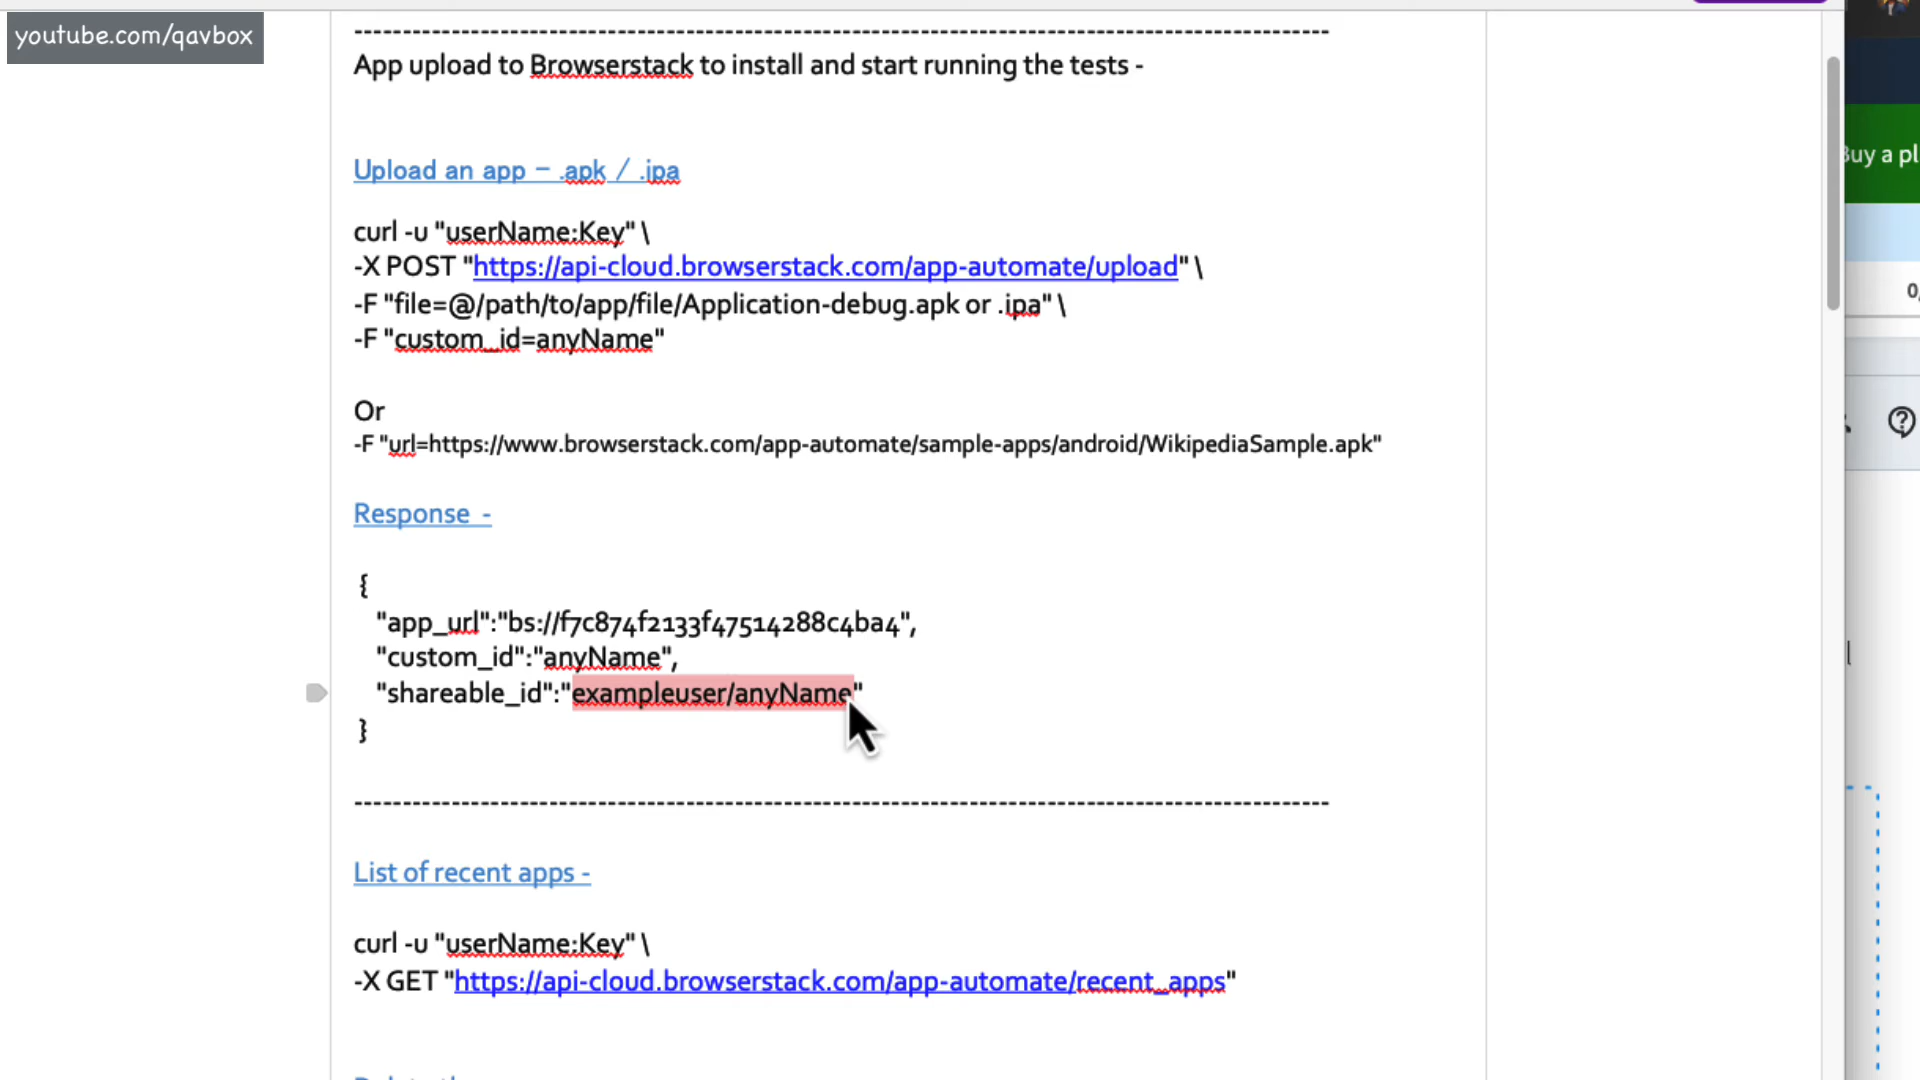 youtube.com/qavbox
App upload to Browserstack to install and start running the tests -
Buy a pl
Upload an app – .apk / .ipa
curl -u "userName:Key" \
-X POST "https://api-cloud.browserstack.com/app-automate/upload" \
-F "file=@/path/to/app/file/Application-debug.apk or .ipa" \
-F "custom_id=anyName"
Or
-F "url=https://www.browserstack.com/app-automate/sample-apps/android/WikipediaSample.apk"
Response -
{
"app_url":"bs://f7c874f2133f47514288c4ba4",
"custom_id":"anyName",
"shareable_id":"exampleuser/anyName"
}
List of recent apps -
curl -u "userName:Key" \
-X GET "https://api-cloud.browserstack.com/app-automate/recent_apps"